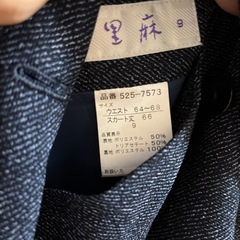 里麻 9
品番 525-7573
サイズ
ウエスト 64~68
スカート丈 66
9
品質表示
表地 ポリエステル 50%
トリアセテート 50%
裏地 ポリエステル 100%